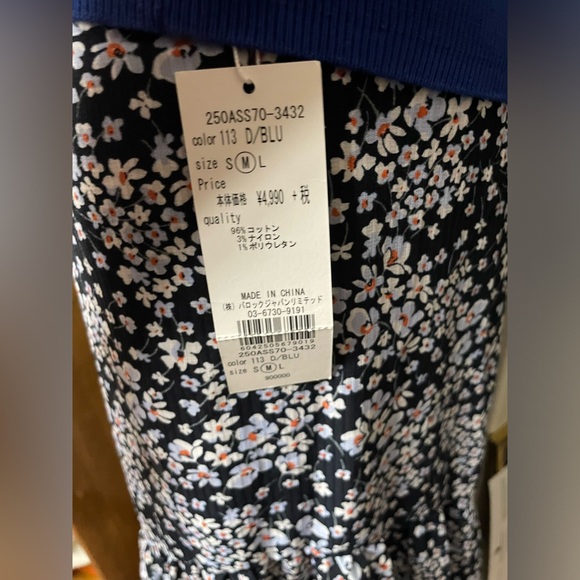 250ASS70-3432
color 113 D/BLU
size S M L
Price
本体価格 ¥4,990 +税
quality
96% コットン
3% ナイロン
1% ポリウレタン
MADE IN CHINA
(株) バロックジャパンリミテッド
03-6730-9191
6042505879019
250ASS70-3432
color 113 D/BLU
size S M L
900000